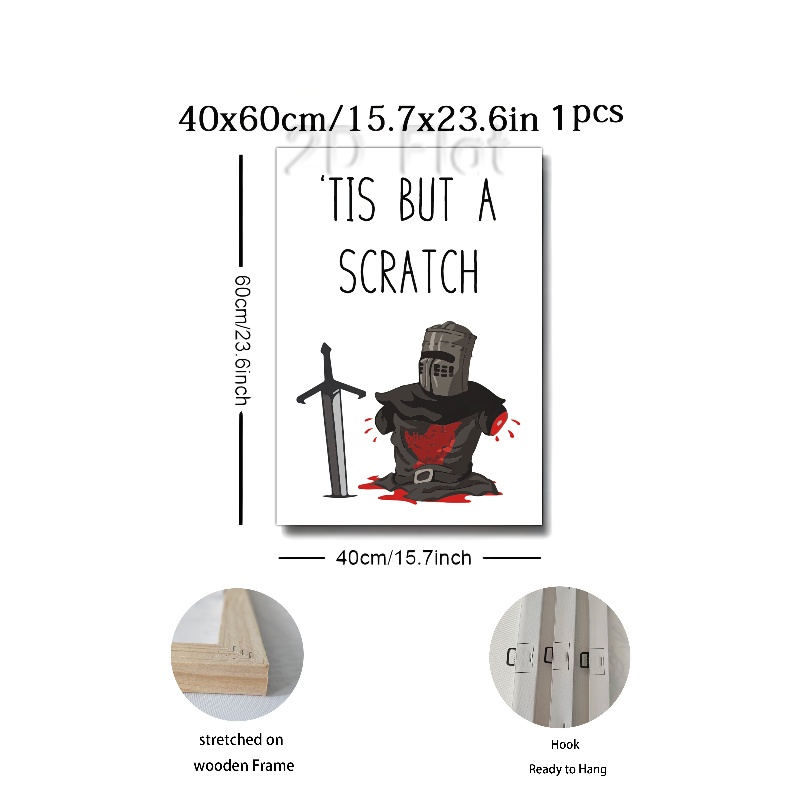 40x60cm/15.7x23.6in 1pcs
2D Flat
'TIS BUT A
SCRATCH
60cm/23.6inch
40cm/15.7inch
stretched on
wooden Frame
Hook
Ready to Hang